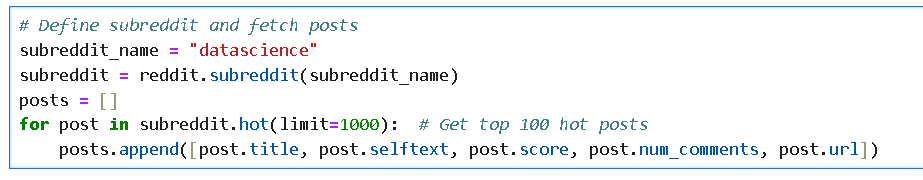 # Define subreddit and fetch posts
subreddit_name = "datascience"
subreddit = reddit.subreddit(subreddit_name)
posts = []
for post in subreddit.hot(limit=1000):  # Get top 100 hot posts
    posts.append([post.title, post.selftext, post.score, post.num_comments, post.url])